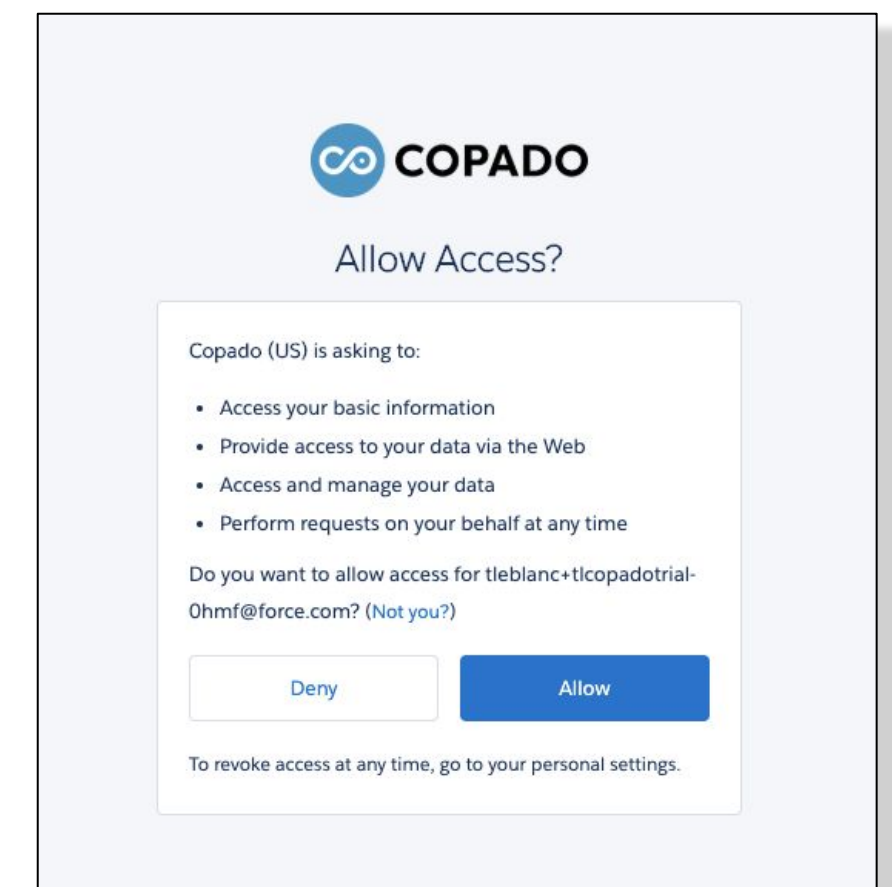 COPADO
Allow Access?
Copado (US) is asking to:
• Access your basic information
• Provide access to your data via the Web
• Access and manage your data
• Perform requests on your behalf at any time
Do you want to allow access for tleblanc+tlcopadotrial-
0hmf@force.com? (Not you?)
Deny Allow
To revoke access at any time, go to your personal settings.